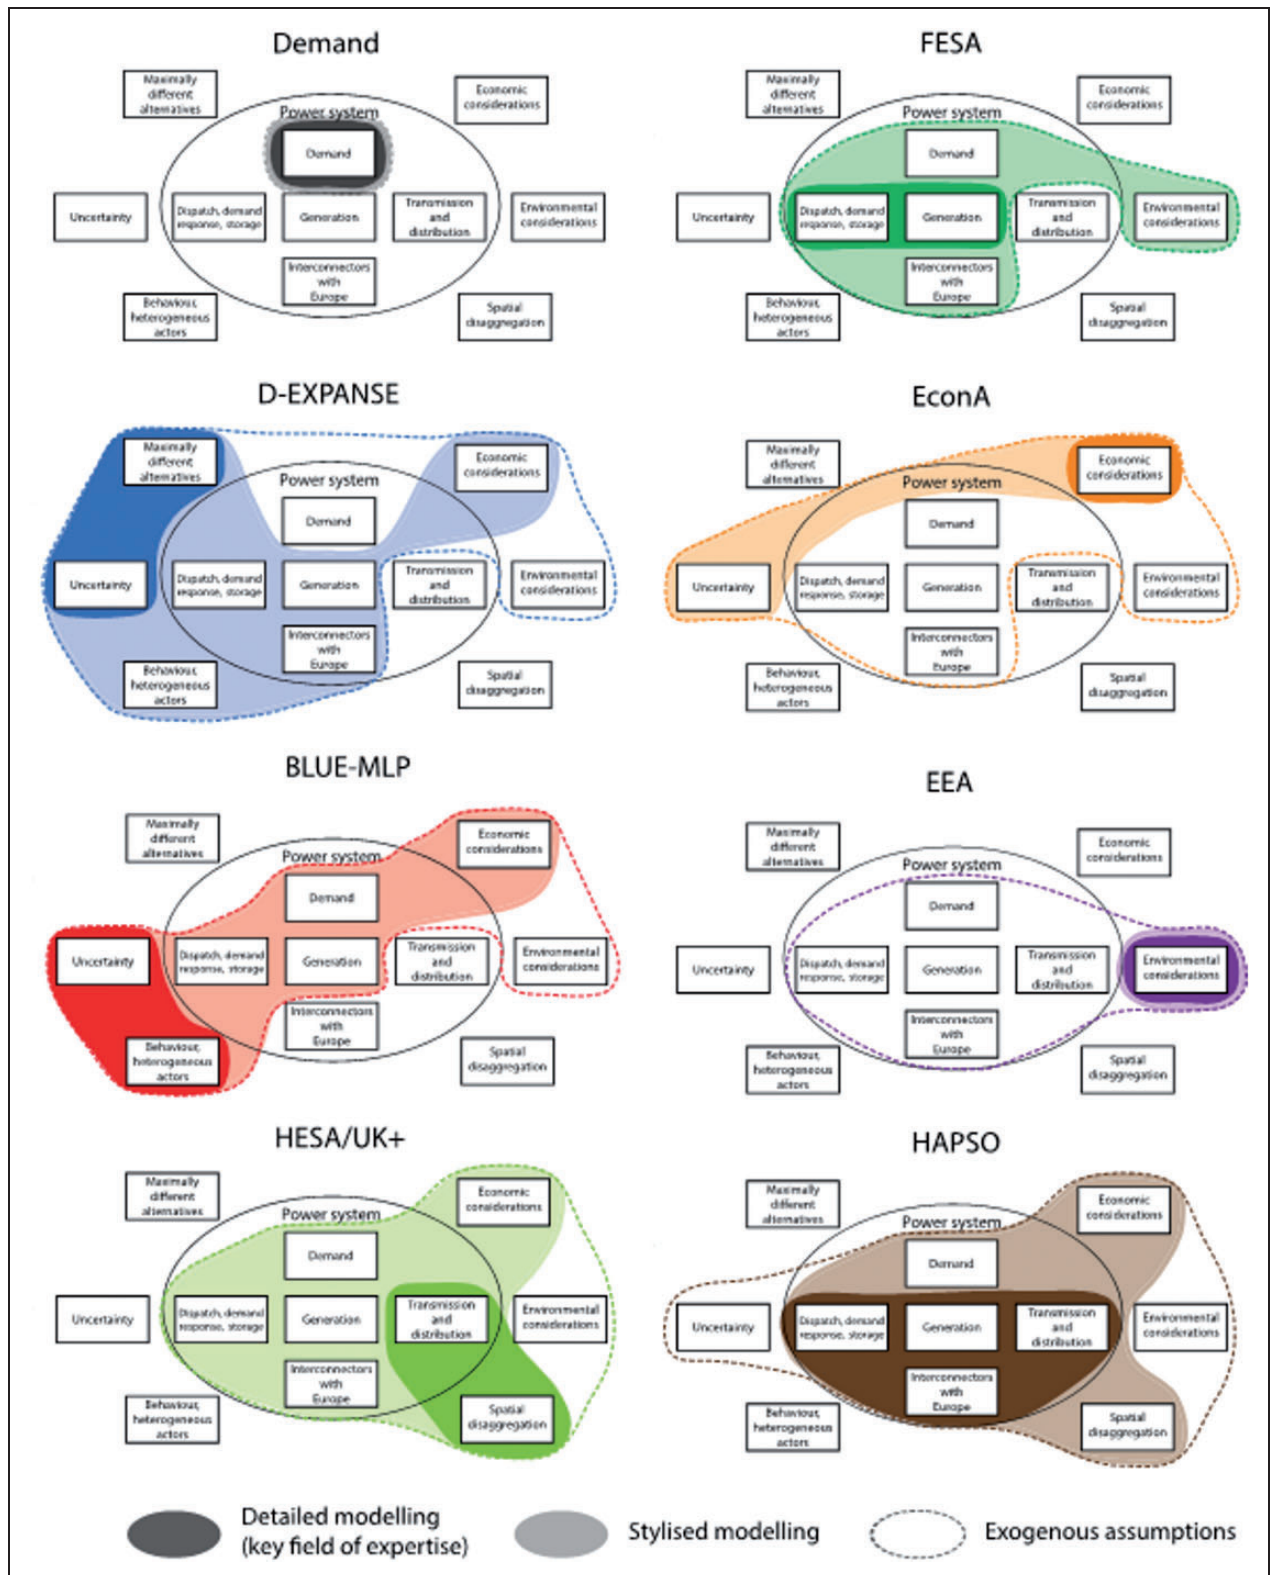 Demand
Maximally
different
alternatives
Economic
considerations
Power system
Demand
Uncertainty
Dispatch, demand
response, storage
Generation
Transmission
and
distribution
Environmental
considerations
Interconnectors
with
Europe
Behaviour,
heterogeneous
actors
Spatial
disaggregation
FESA
Maximally
different
alternatives
Economic
considerations
Power system
Demand
Uncertainty
Dispatch, demand
response, storage
Generation
Transmission
and
distribution
Environmental
considerations
Interconnectors
with
Europe
Behaviour,
heterogeneous
actors
Spatial
disaggregation
D-EXPANSE
Maximally
different
alternatives
Economic
considerations
Power system
Demand
Uncertainty
Dispatch, demand
response, storage
Generation
Transmission
and
distribution
Environmental
considerations
Interconnectors
with
Europe
Behaviour,
heterogeneous
actors
Spatial
disaggregation
EconA
Maximally
different
alternatives
Economic
considerations
Power system
Demand
Uncertainty
Dispatch, demand
response, storage
Generation
Transmission
and
distribution
Environmental
considerations
Interconnectors
with
Europe
Behaviour,
heterogeneous
actors
Spatial
disaggregation
BLUE-MLP
Maximally
different
alternatives
Economic
considerations
Power system
Demand
Uncertainty
Dispatch, demand
response, storage
Generation
Transmission
and
distribution
Environmental
considerations
Interconnectors
with
Europe
Behaviour,
heterogeneous
actors
Spatial
disaggregation
EEA
Maximally
different
alternatives
Economic
considerations
Power system
Demand
Uncertainty
Dispatch, demand
response, storage
Generation
Transmission
and
distribution
Environmental
considerations
Interconnectors
with
Europe
Behaviour,
heterogeneous
actors
Spatial
disaggregation
HESA/UK+
Maximally
different
alternatives
Economic
considerations
Power system
Demand
Uncertainty
Dispatch, demand
response, storage
Generation
Transmission
and
distribution
Environmental
considerations
Interconnectors
with
Europe
Behaviour,
heterogeneous
actors
Spatial
disaggregation
HAPSO
Maximally
different
alternatives
Economic
considerations
Power system
Demand
Uncertainty
Dispatch, demand
response, storage
Generation
Transmission
and
distribution
Environmental
considerations
Interconnectors
with
Europe
Behaviour,
heterogeneous
actors
Spatial
disaggregation
Detailed modelling
(key field of expertise)
Stylised modelling
Exogenous assumptions